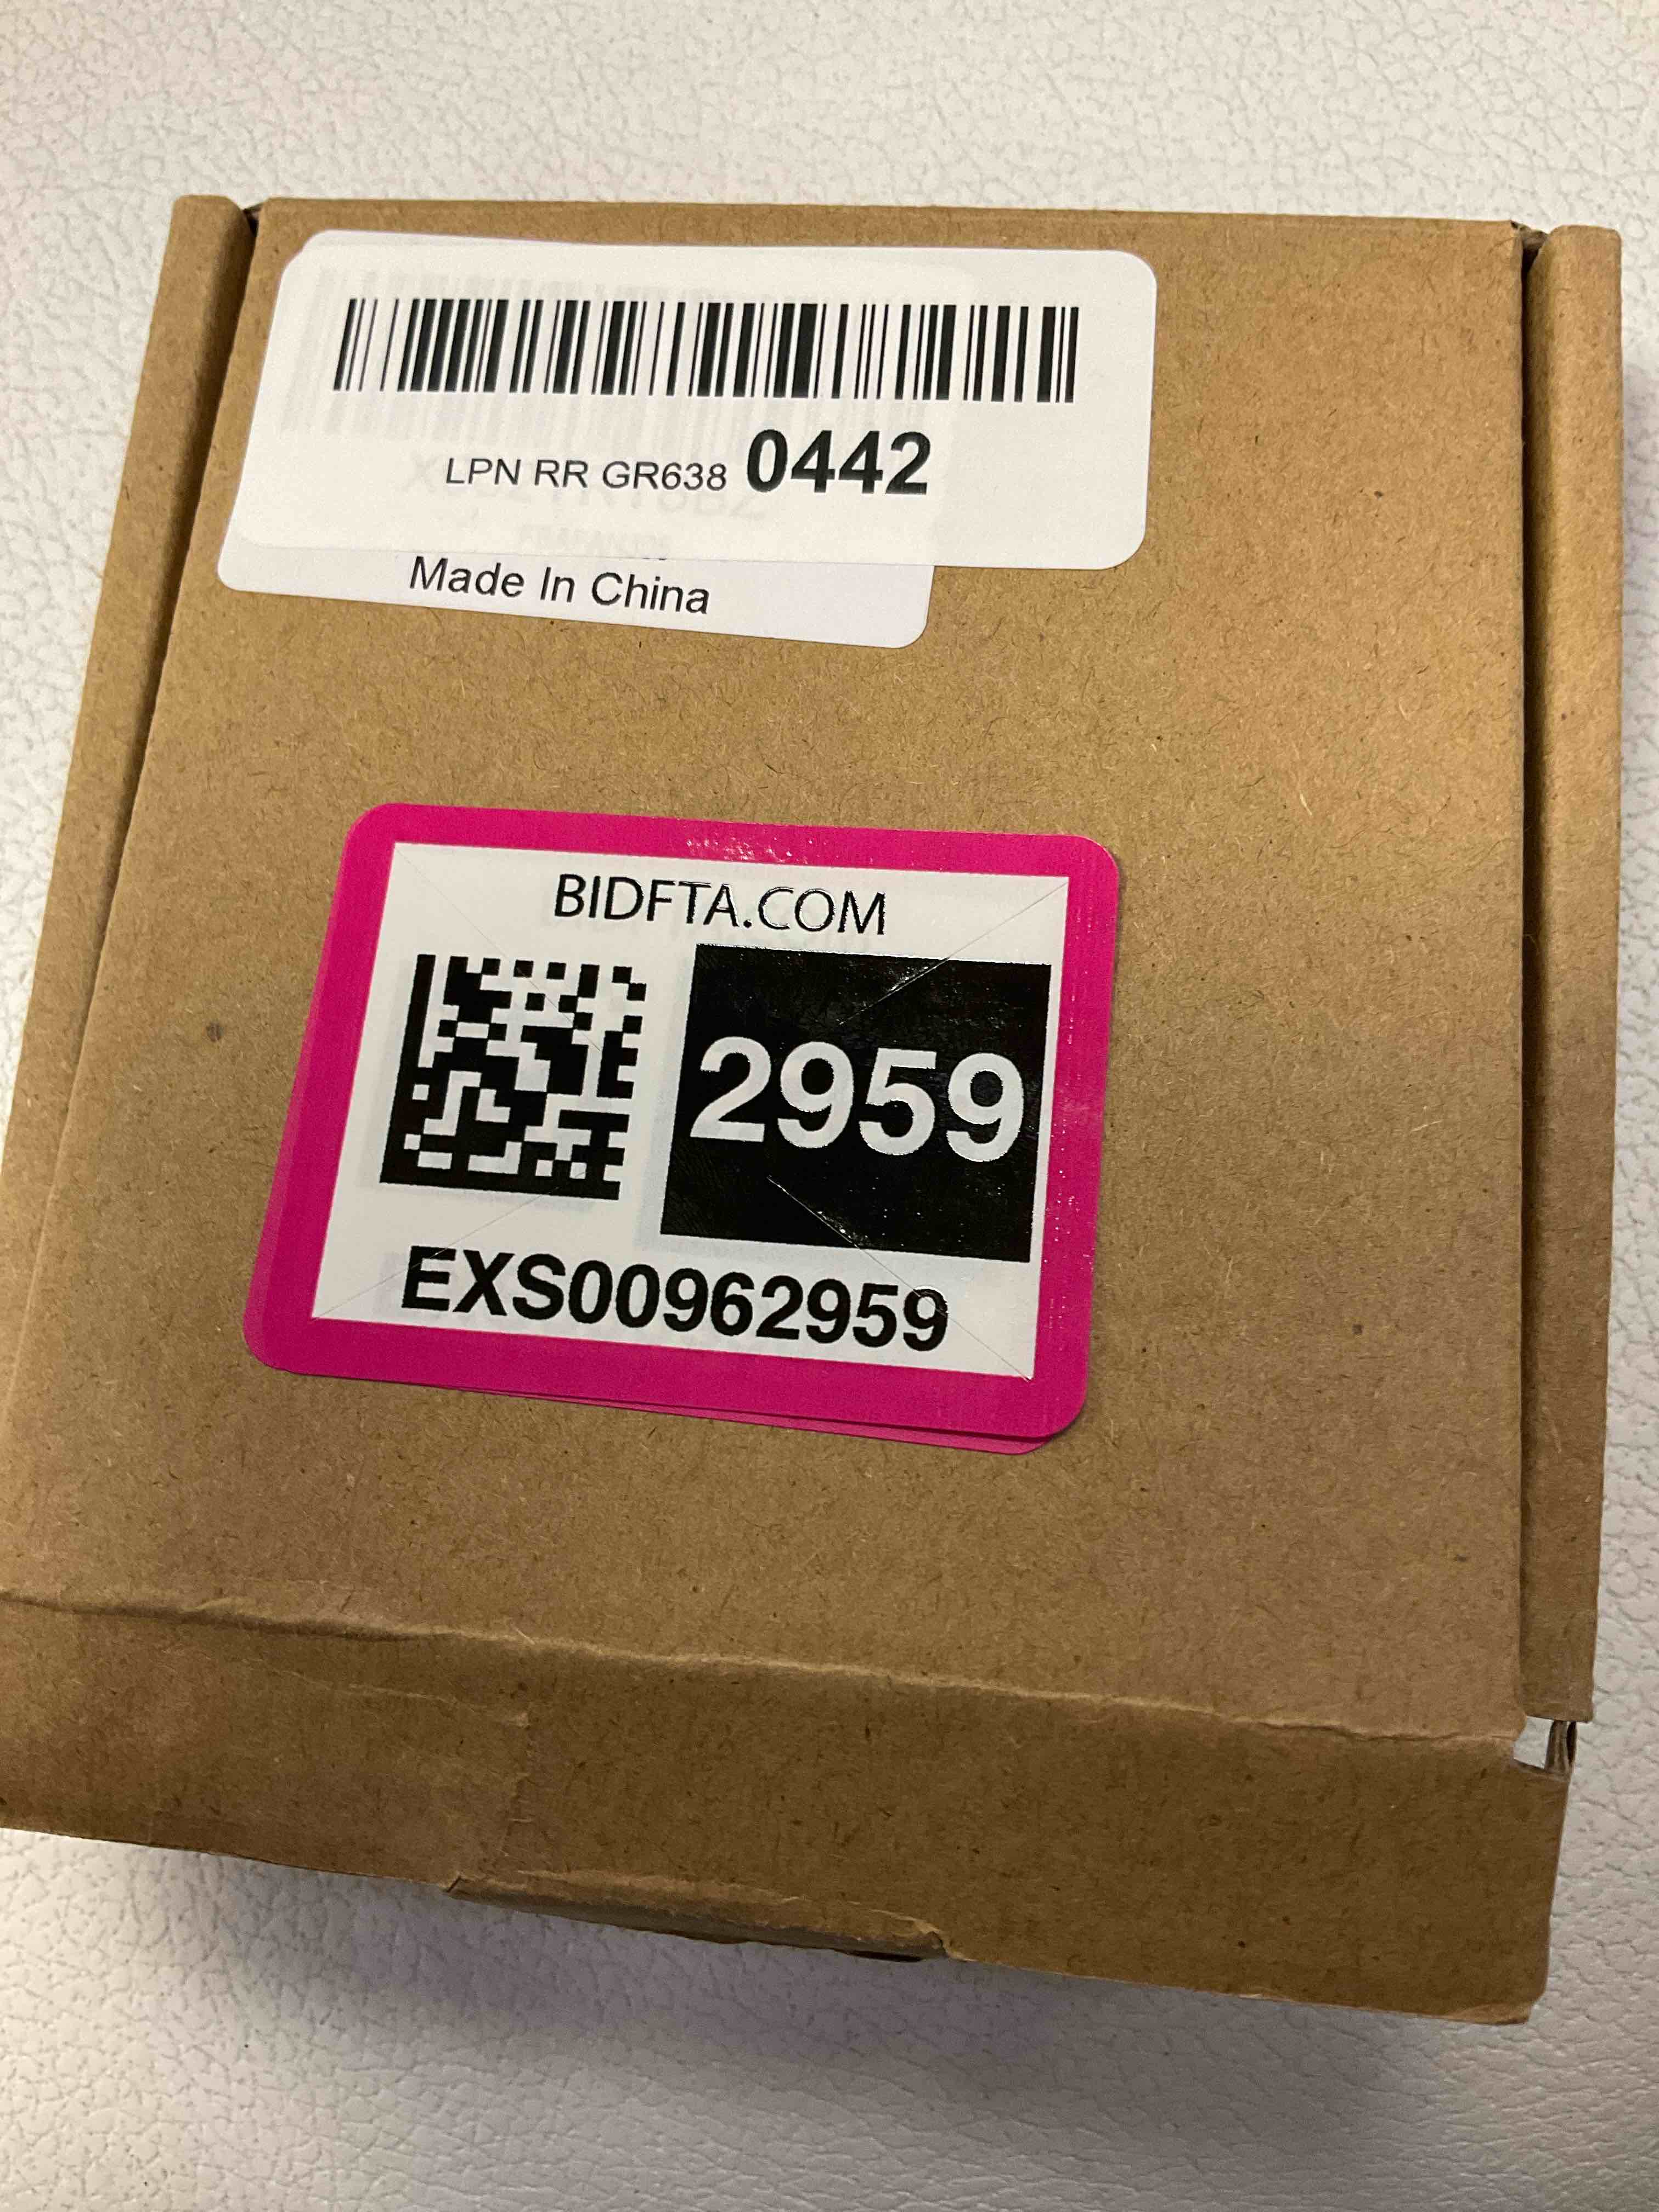 LPN RR GR638 0442
Made In China
BIDFTA.COM
2959
EXS00962959